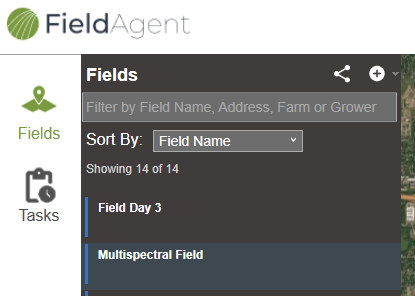 FieldAgent
Fields
Filter by Field Name, Address, Farm or Grower
Fields
Sort By: Field Name
Showing 14 of 14
Tasks
Field Day 3
Multispectral Field